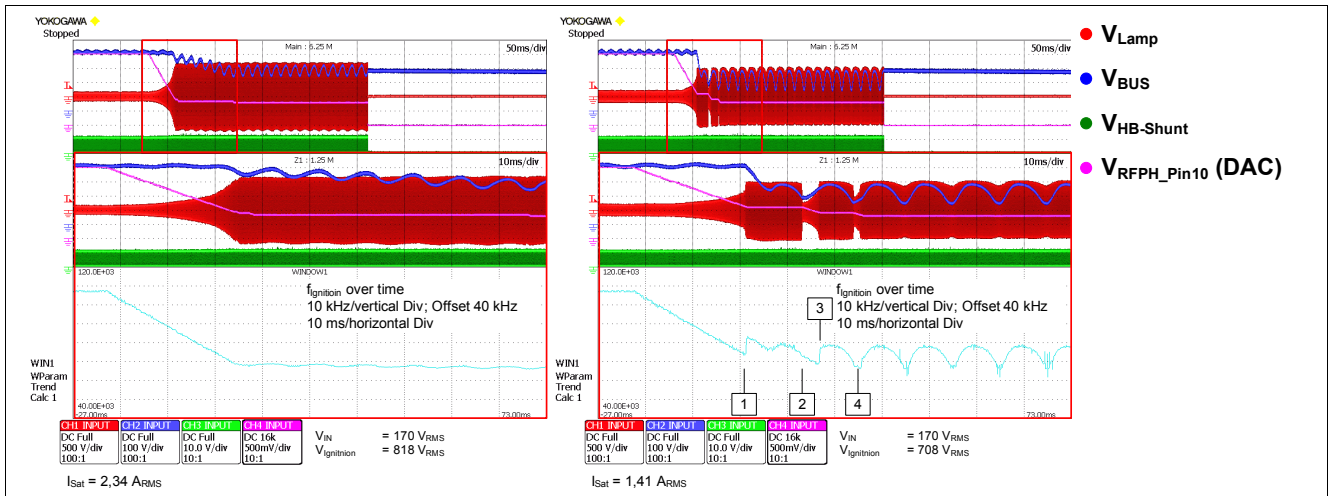 YOKOGAWA
Stopped
Main : 6.25 M
50ms/div
Z1 : 1.25 M
10ms/div
120.0E+03
WINDOW1
fIgnitioin over time
10 kHz/vertical Div; Offset 40 kHz
10 ms/horizontal Div
WIN1
WParam
Trend
Calc 1
40.00E+03
-27.00ms
73.00ms
CH1 INPUT
DC Full
500 V/div
100:1
CH2 INPUT
DC Full
100 V/div
100:1
CH3 INPUT
DC Full
10.0 V/div
10:1
CH4 INPUT
DC 16k
500mV/div
10:1
VIN = 170 VRMS
VIgnitnion = 818 VRMS
ISat = 2,34 ARMS
YOKOGAWA
Stopped
Main : 6.25 M
50ms/div
Z1 : 1.25 M
10ms/div
120.0E+03
WINDOW1
fIgnitioin over time
10 kHz/vertical Div; Offset 40 kHz
10 ms/horizontal Div
3
1
2
4
WIN1
WParam
Trend
Calc 1
40.00E+03
-27.00ms
73.00ms
CH1 INPUT
DC Full
500 V/div
100:1
CH2 INPUT
DC Full
100 V/div
100:1
CH3 INPUT
DC Full
10.0 V/div
10:1
CH4 INPUT
DC 16k
500mV/div
10:1
VIN = 170 VRMS
VIgnitnion = 708 VRMS
ISat = 1,41 ARMS
VLamp
VBUS
VHB-Shunt
VRFPH_Pin10 (DAC)